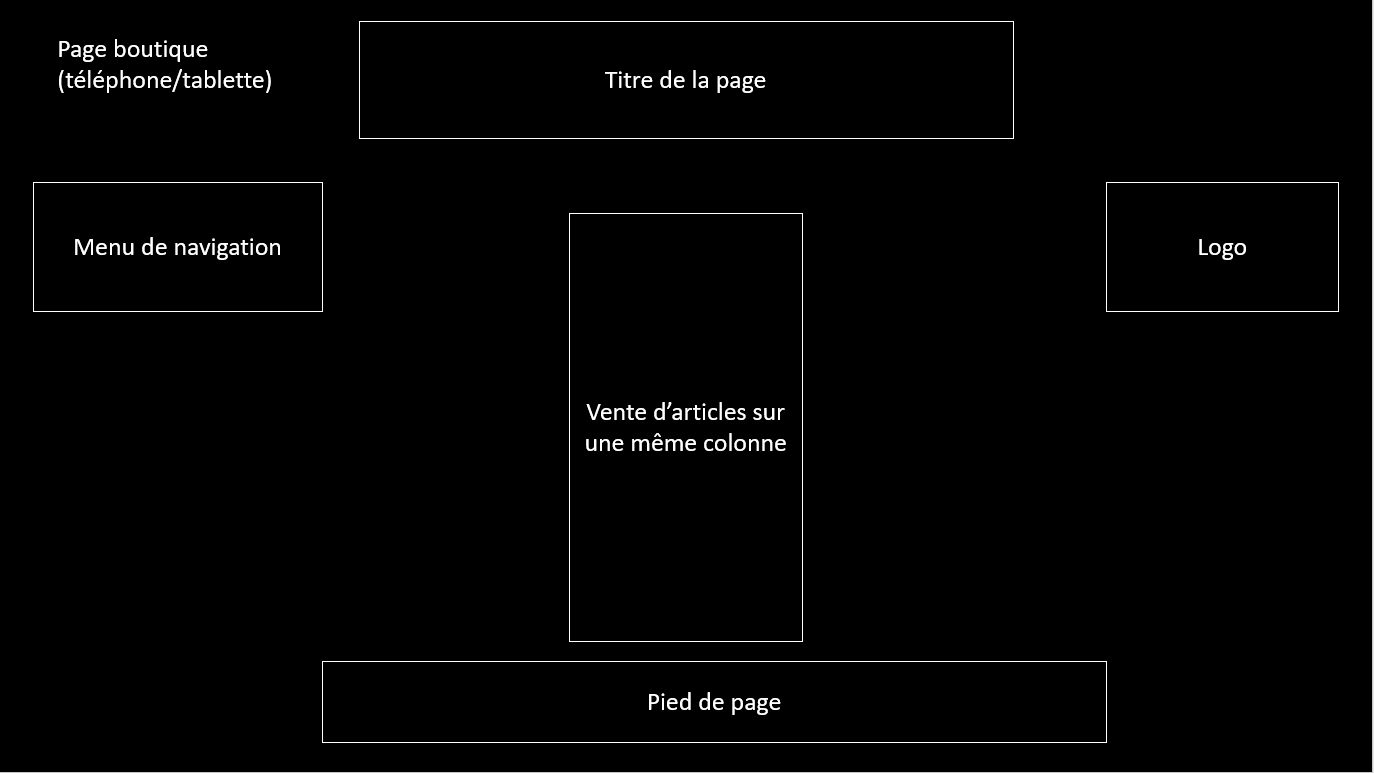 Page boutique
(téléphone/tablette)
Titre de la page
Menu de navigation
Logo
Vente d’articles sur
une même colonne
Pied de page